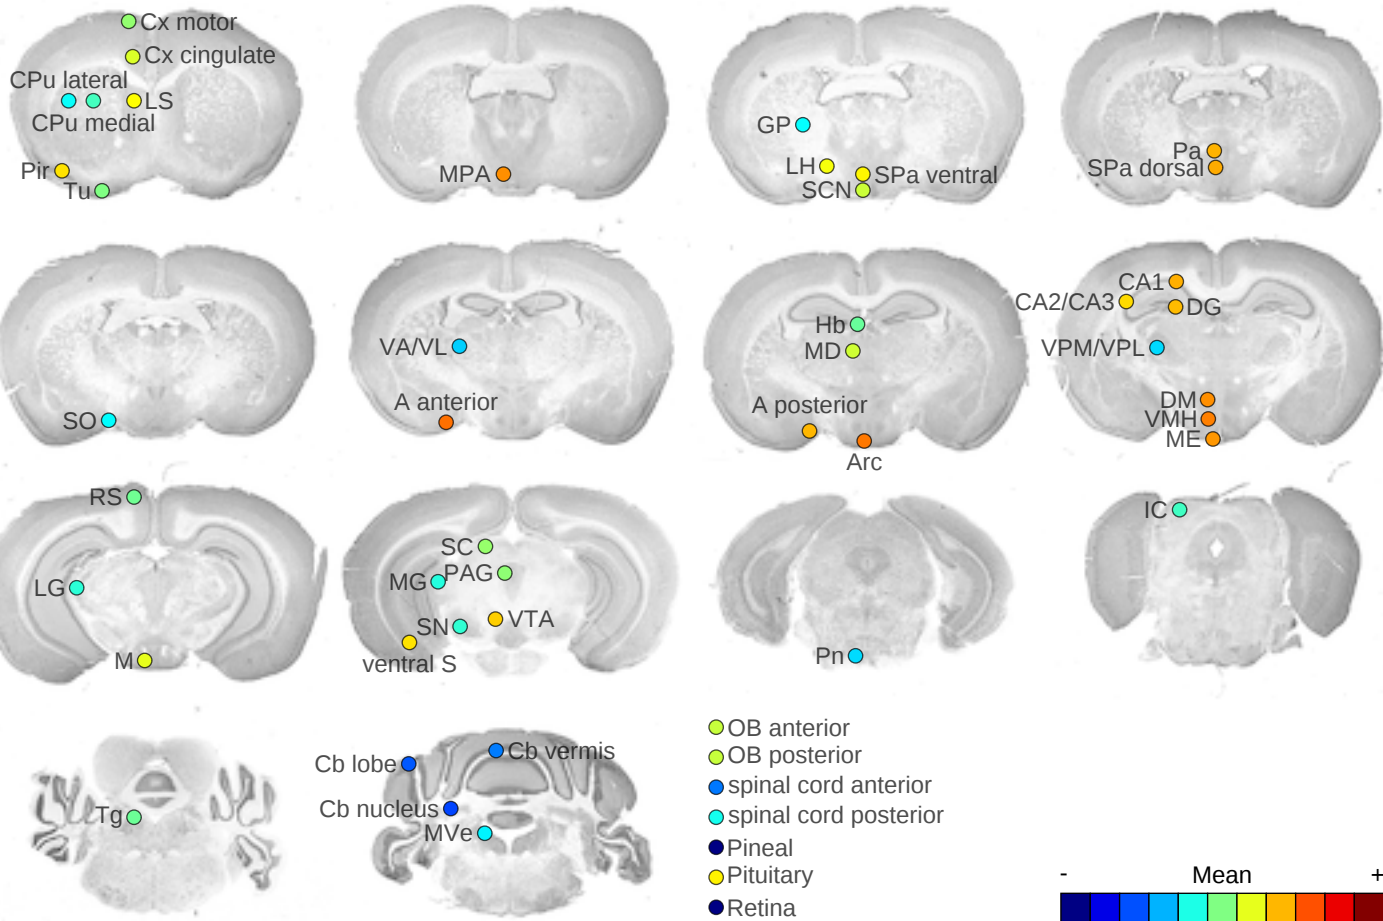 Cx motor
Cx cingulate
CPu lateral
LS
CPu medial
Pir
Tu
MPA
GP
LH
SPa ventral
SCN
Pa
SPa dorsal
SO
VA/VL
A anterior
Hb
MD
A posterior
Arc
CA1
CA2/CA3
DG
VPM/VPL
DM
VMH
ME
RS
LG
M
SC
MG
PAG
SN
VTA
ventral S
Pn
IC
Tg
Cb lobe
Cb vermis
Cb nucleus
MVe
OB anterior
OB posterior
spinal cord anterior
spinal cord posterior
Pineal
Pituitary
Retina
- Mean +